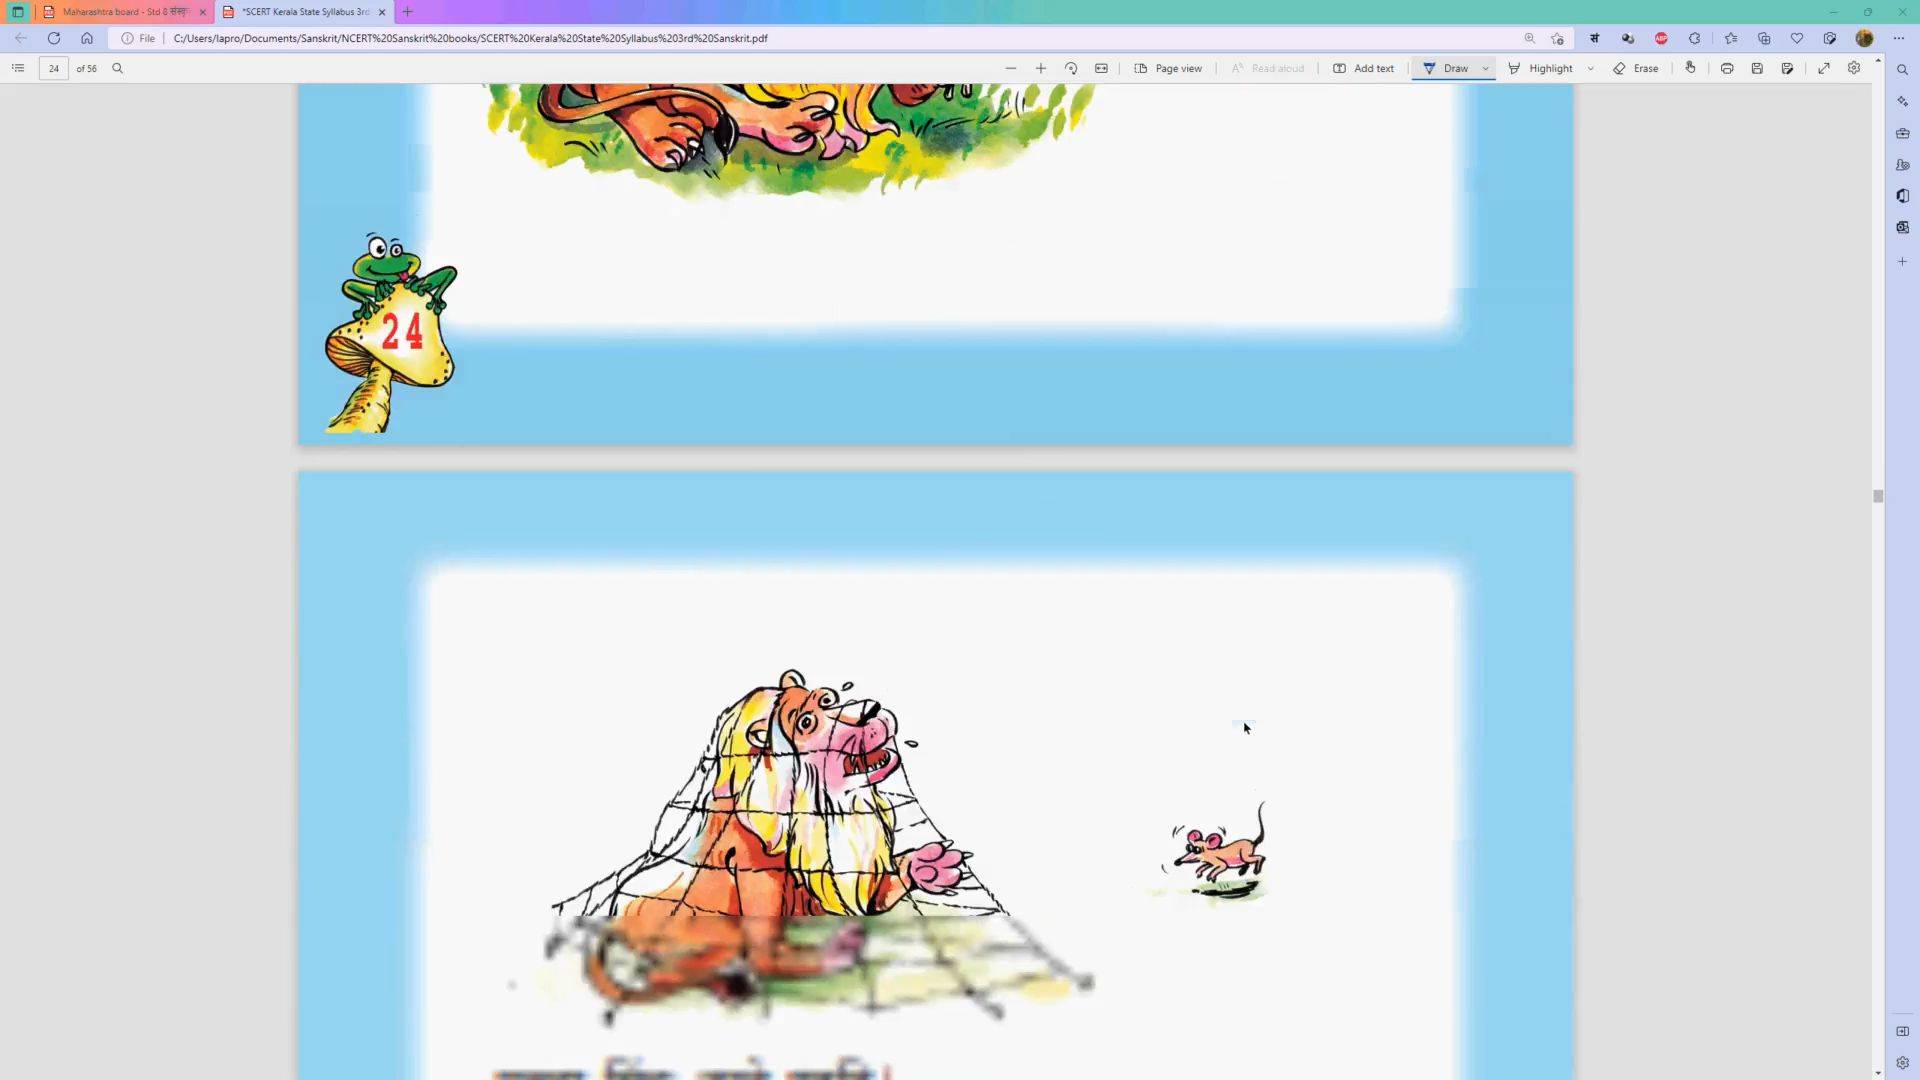 Maharashtra board - Std 8 संस्कृ
*SCERT Kerala State Syllabus 3rd
File
C:/Users/lapro/Documents/Sanskrit/NCERT%20Sanskrit%20books/SCERT%20Kerala%20State%20Syllabus%203rd%20Sanskrit.pdf
सं
ABP
24 of 56
Page view
Read aloud
Add text
Draw
Highlight
Erase
24